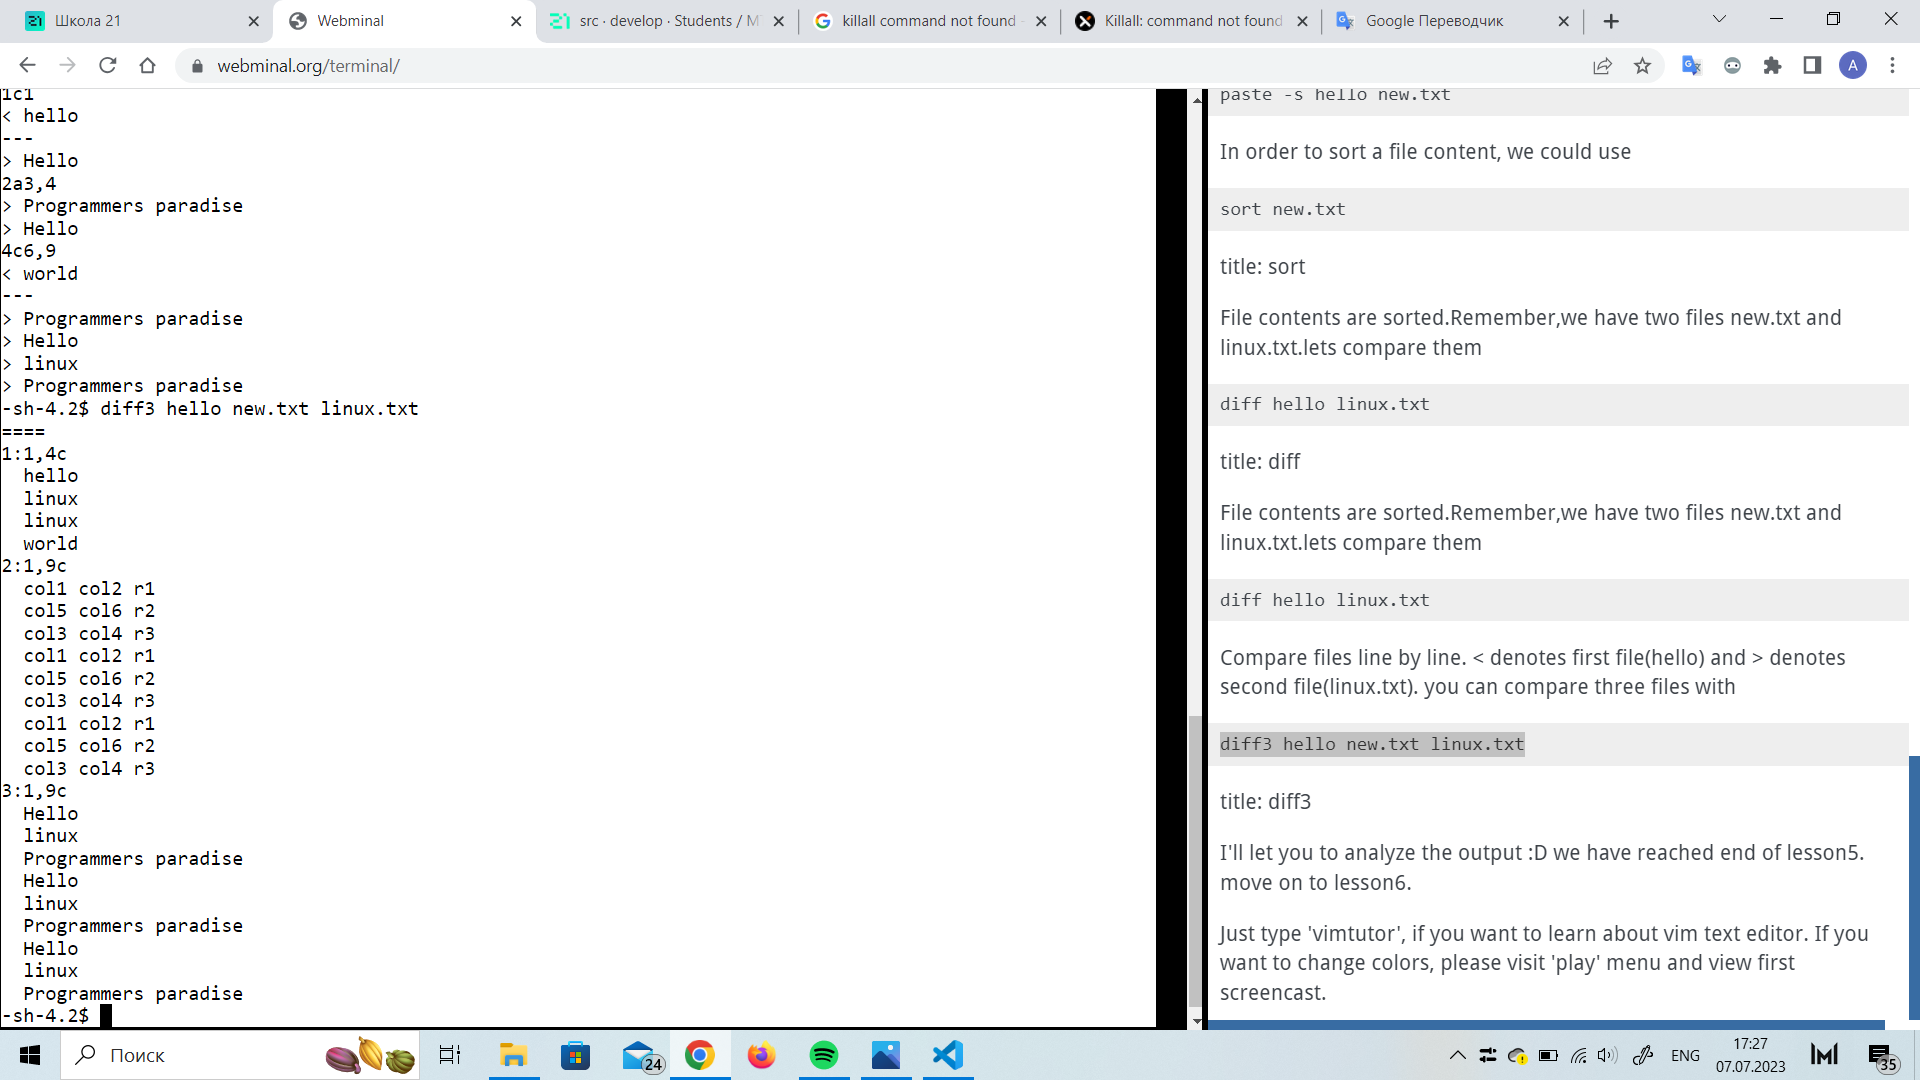 Школа 21
Webminal
src · develop · Students / M
killall command not found
Killall: command not found
Google Переводчик
webminal.org/terminal/
A
1c1
< hello
---
> Hello
2a3,4
> Programmers paradise
> Hello
4c6,9
< world
---
> Programmers paradise
> Hello
> linux
> Programmers paradise
-sh-4.2$ diff3 hello new.txt linux.txt
====
1:1,4c
  hello
  linux
  linux
  world
2:1,9c
  col1 col2 r1
  col5 col6 r2
  col3 col4 r3
  col1 col2 r1
  col5 col6 r2
  col3 col4 r3
  col1 col2 r1
  col5 col6 r2
  col3 col4 r3
3:1,9c
  Hello
  linux
  Programmers paradise
  Hello
  linux
  Programmers paradise
  Hello
  linux
  Programmers paradise
-sh-4.2$
paste -s hello new.txt
In order to sort a file content, we could use
sort new.txt
title: sort
File contents are sorted.Remember,we have two files new.txt and
linux.txt.lets compare them
diff hello linux.txt
title: diff
File contents are sorted.Remember,we have two files new.txt and
linux.txt.lets compare them
diff hello linux.txt
Compare files line by line. < denotes first file(hello) and > denotes
second file(linux.txt). you can compare three files with
diff3 hello new.txt linux.txt
title: diff3
I'll let you to analyze the output :D we have reached end of lesson5.
move on to lesson6.
Just type 'vimtutor', if you want to learn about vim text editor. If you
want to change colors, please visit 'play' menu and view first
screencast.
Поиск
24
ENG
17:27
07.07.2023
35